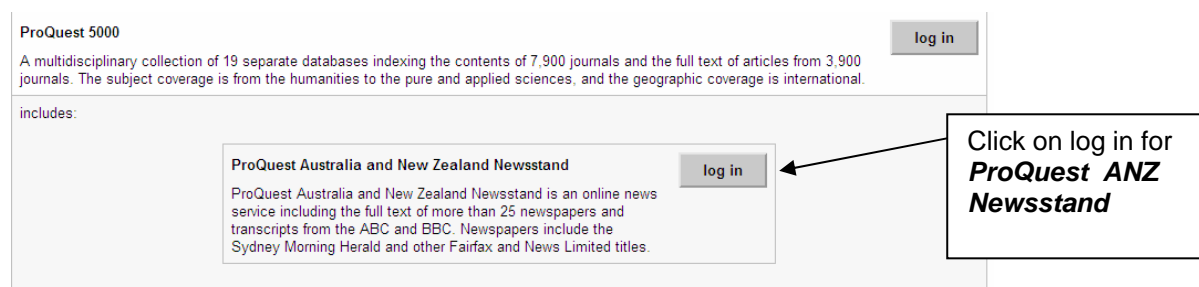 ProQuest 5000
log in
A multidisciplinary collection of 19 separate databases indexing the contents of 7,900 journals and the full text of articles from 3,900
journals. The subject coverage is from the humanities to the pure and applied sciences, and the geographic coverage is international.
includes:
ProQuest Australia and New Zealand Newsstand
log in
ProQuest Australia and New Zealand Newsstand is an online news
service including the full text of more than 25 newspapers and
transcripts from the ABC and BBC. Newspapers include the
Sydney Morning Herald and other Fairfax and News Limited titles.
Click on log in for
ProQuest ANZ
Newsstand